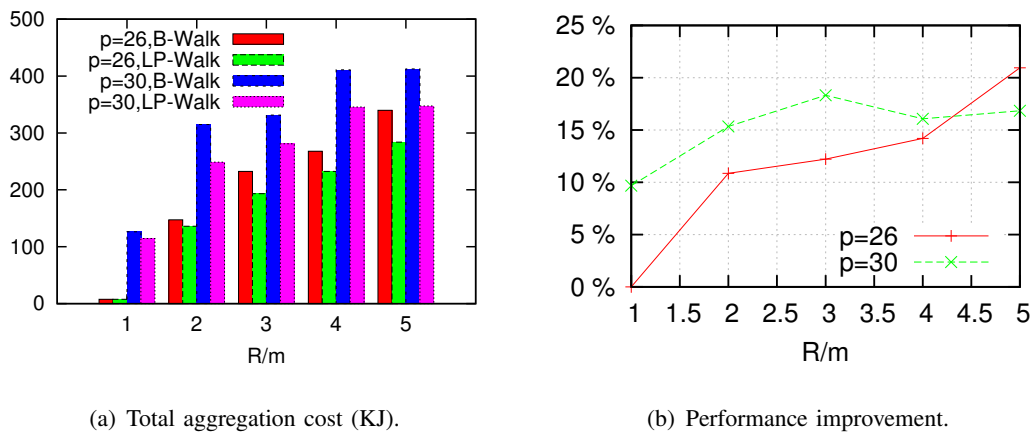 500
400
300
200
100
0
p=26,B-Walk
p=26,LP-Walk
p=30,B-Walk
p=30,LP-Walk
1 2 3 4 5
R/m
(a) Total aggregation cost (KJ).
25 %
20 %
15 %
10 %
5 %
0 %
p=26
p=30
1 1.5 2 2.5 3 3.5 4 4.5 5
R/m
(b) Performance improvement.